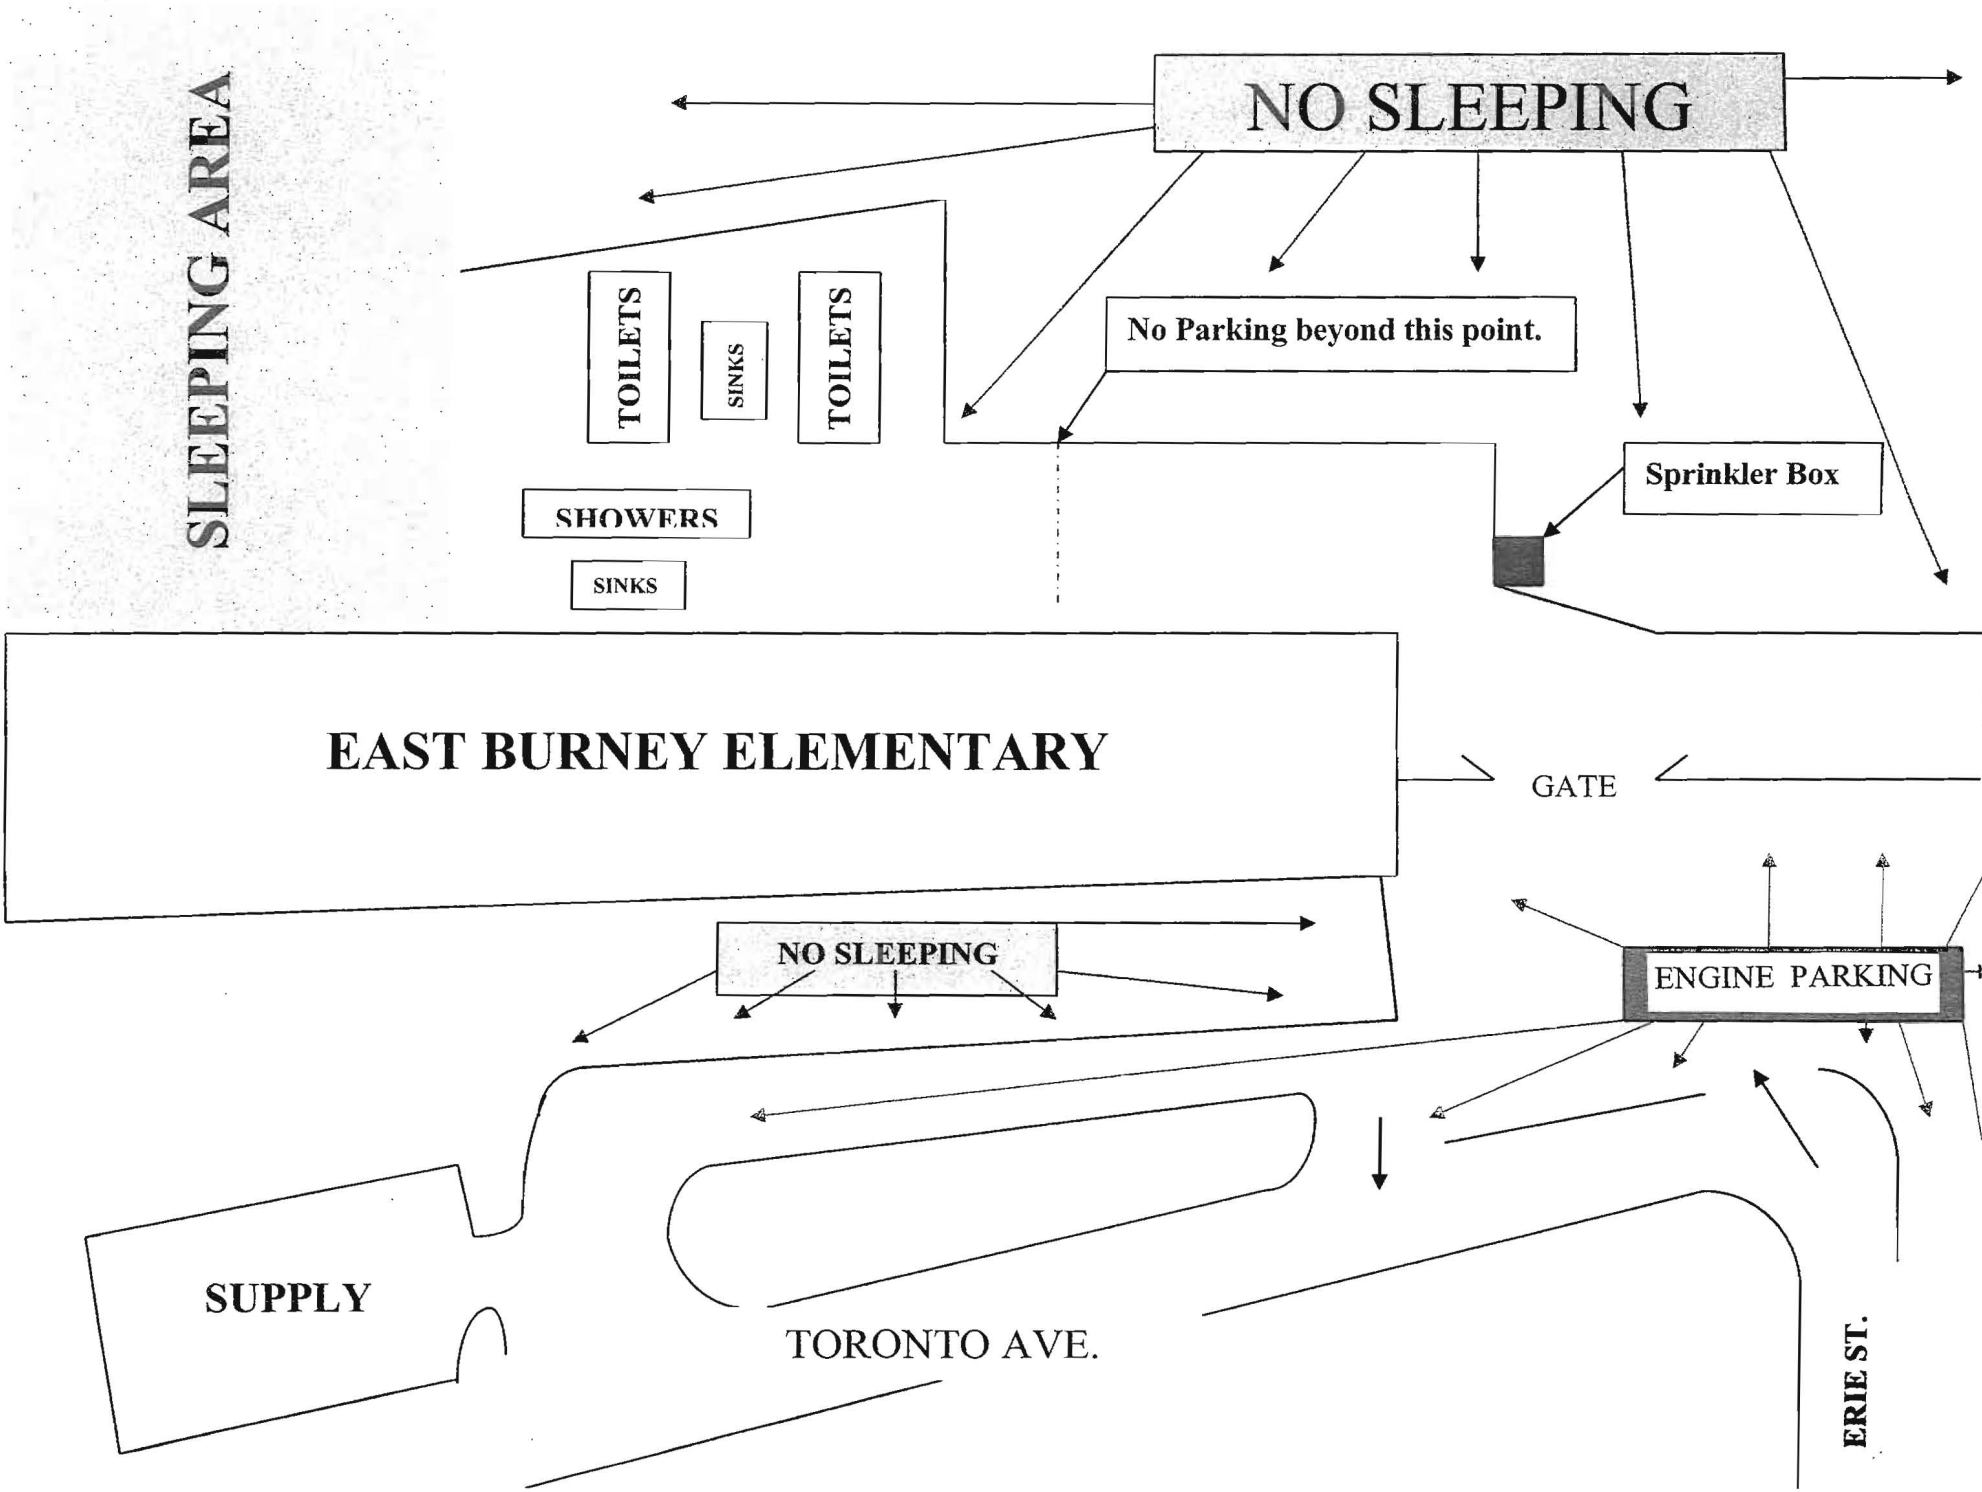 SLEEPING AREA
NO SLEEPING
TOILETS
SINKS
TOILETS
No Parking beyond this point.
Sprinkler Box
SHOWERS
SINKS
EAST BURNEY ELEMENTARY
GATE
NO SLEEPING
ENGINE PARKING
SUPPLY
TORONTO AVE.
ERIE ST.